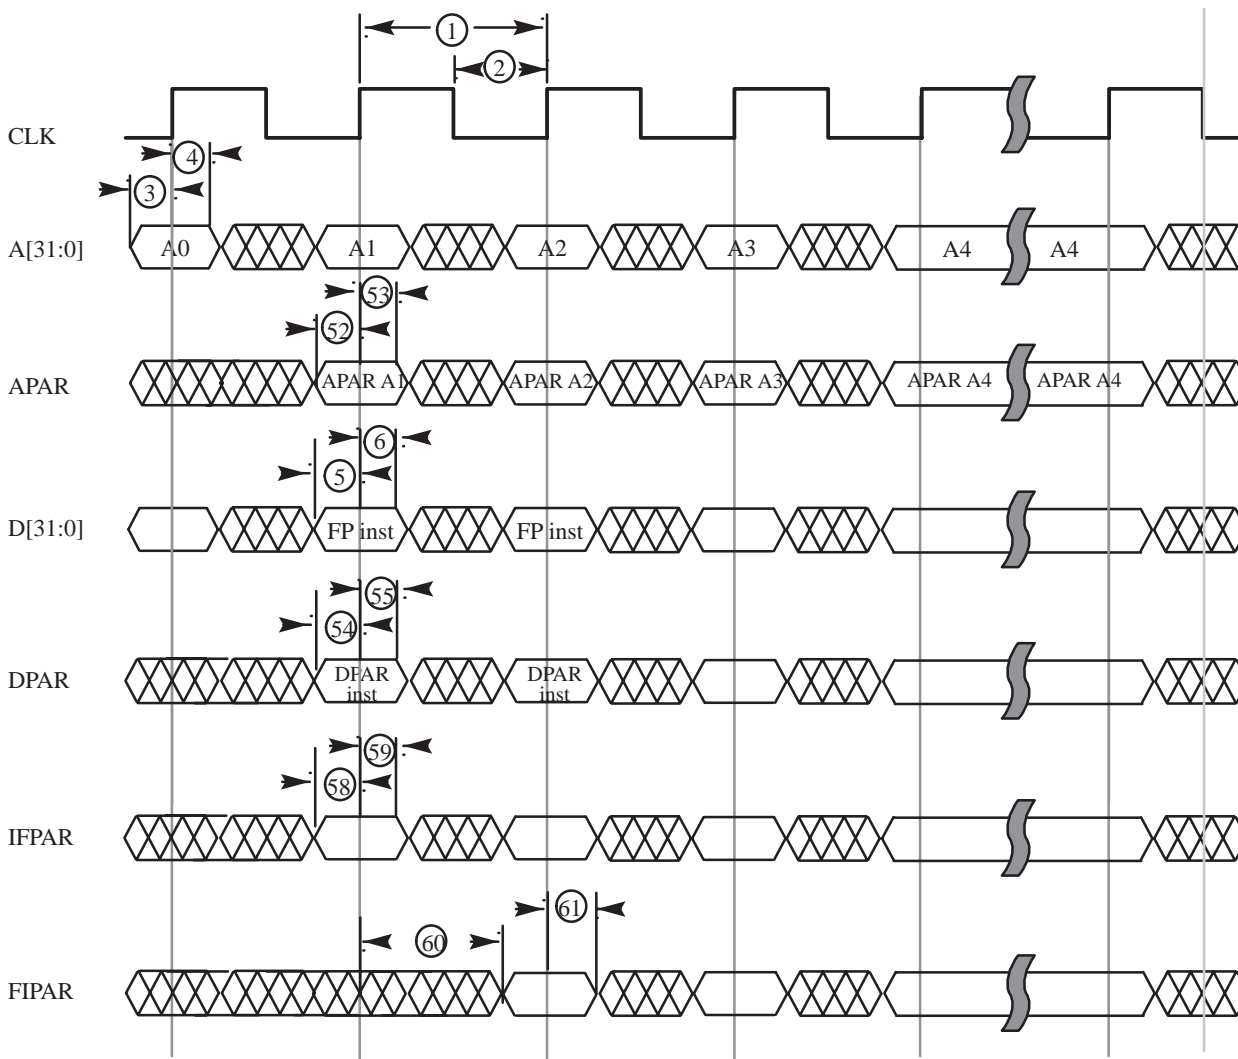 1
2
CLK
4
3
A[31:0] A0 A1 A2 A3 A4 A4
53
52
APAR APAR A1 APAR A2 APAR A3 APAR A4 APAR A4
6
5
D[31:0] FP inst FP inst
55
54
DPAR DPAR inst DPAR inst
59
58
IFPAR
61
60
FIPAR